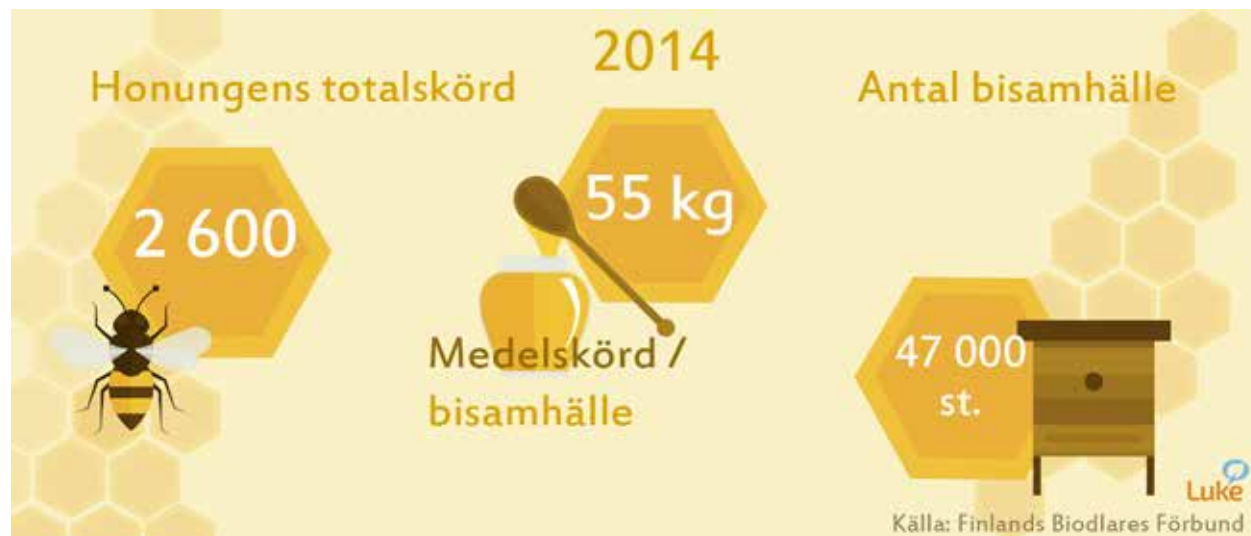 2014
Honungens totalskörd
2 600
55 kg
Medelskörd /
bisamhälle
Antal bisamhälle
47 000
st.
Luke
Källa: Finlands Biodlares Förbund